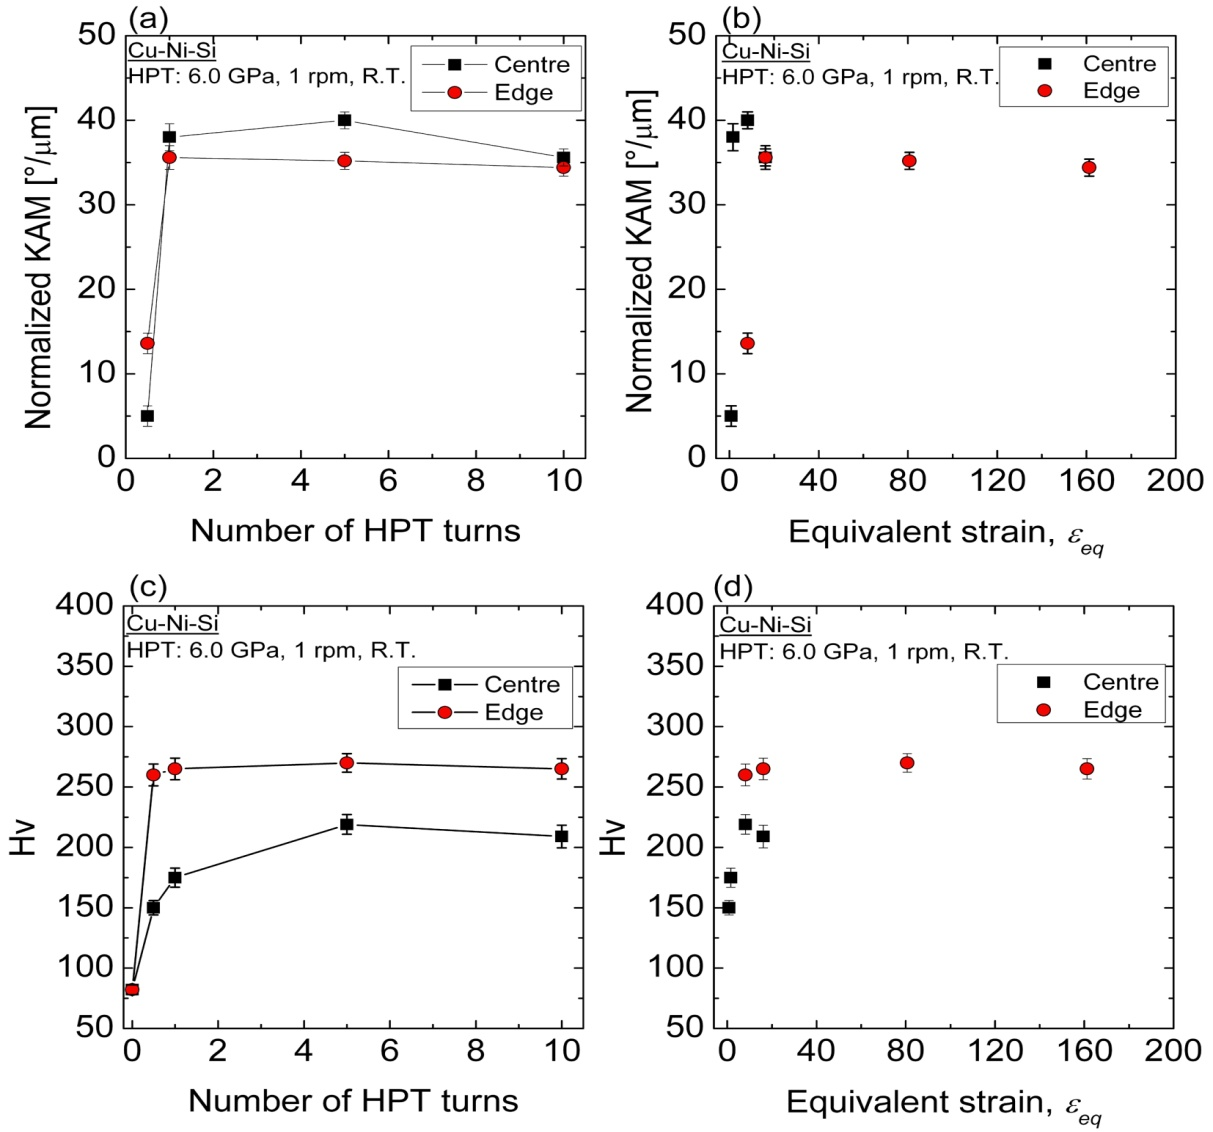 (a)
50
40
30
20
10
0
Normalized KAM [°/μm]
Cu-Ni-Si
HPT: 6.0 GPa, 1 rpm, R.T.
Centre
Edge
0 2 4 6 8 10
Number of HPT turns
(b)
50
40
30
20
10
0
Normalized KAM [°/μm]
Cu-Ni-Si
HPT: 6.0 GPa, 1 rpm, R.T.
Centre
Edge
0 40 80 120 160 200
Equivalent strain, εeq
(c)
400
350
300
250
200
150
100
50
Hv
Cu-Ni-Si
HPT: 6.0 GPa, 1 rpm, R.T.
Centre
Edge
0 2 4 6 8 10
Number of HPT turns
(d)
400
350
300
250
200
150
100
50
Hv
Cu-Ni-Si
HPT: 6.0 GPa, 1 rpm, R.T.
Centre
Edge
0 40 80 120 160 200
Equivalent strain, εeq